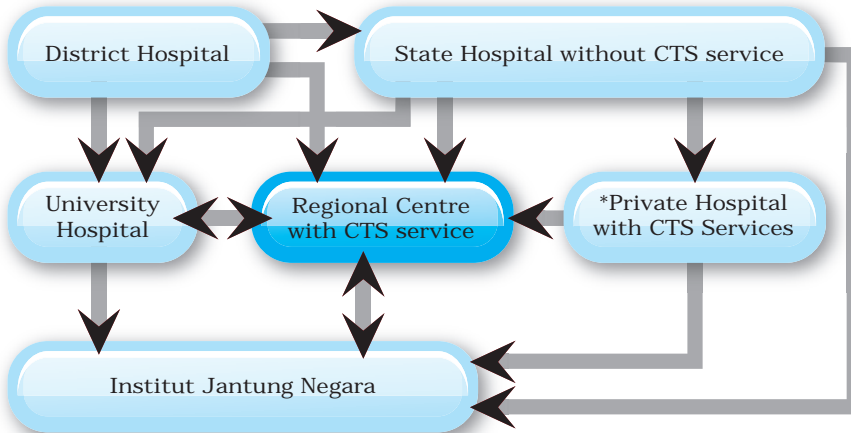 District Hospital
State Hospital without CTS service
University
Hospital
Regional Centre
with CTS service
*Private Hospital
with CTS Services
Institut Jantung Negara